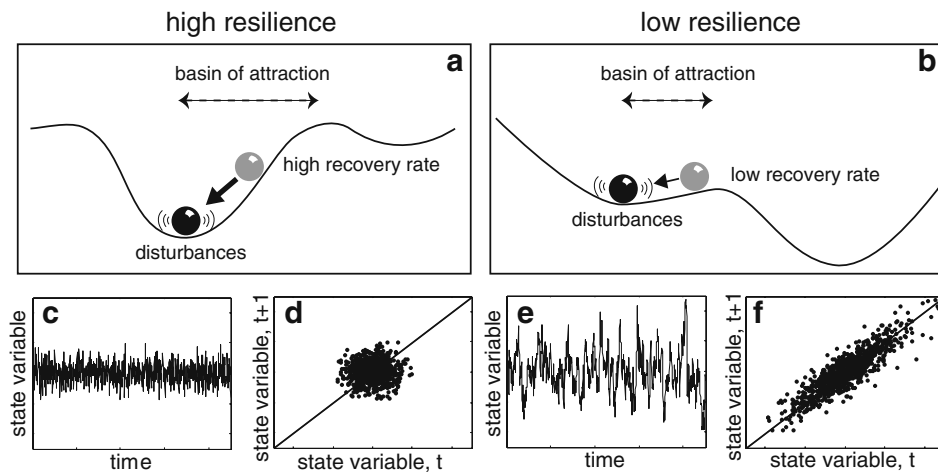 high resilience
low resilience
a
basin of attraction
high recovery rate
disturbances
b
basin of attraction
low recovery rate
disturbances
c
state variable
time
d
state variable, t+1
state variable, t
e
state variable
time
f
state variable, t+1
state variable, t